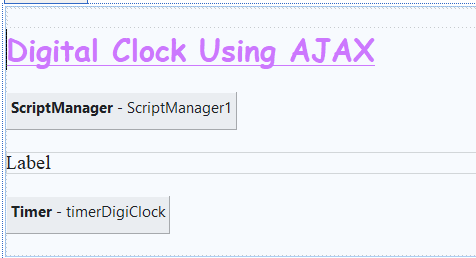 Digital Clock Using AJAX
ScriptManager - ScriptManager1
Label
Timer - timerDigiClock